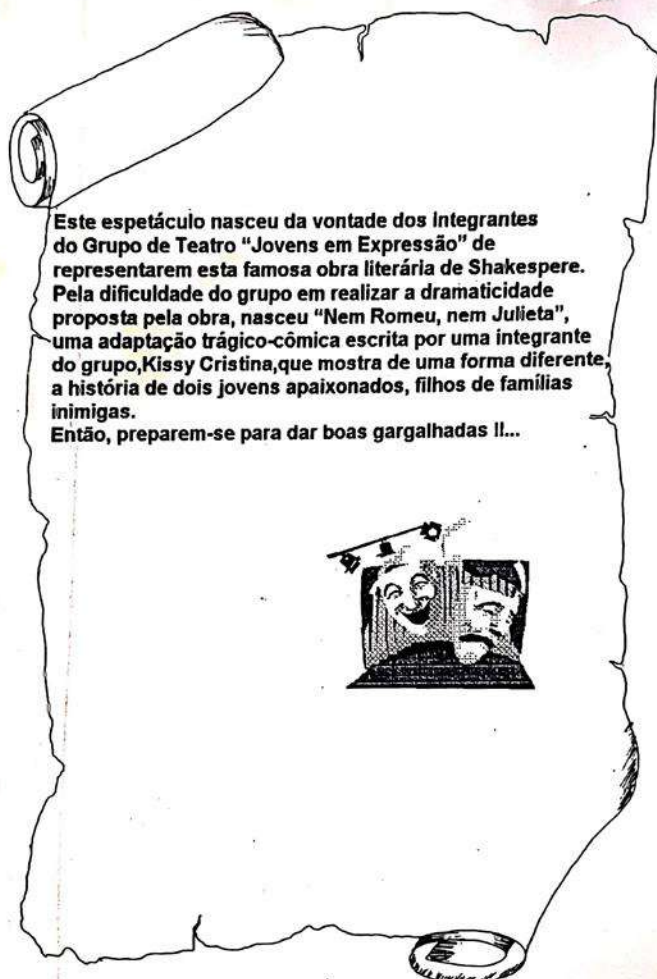 Este espetáculo nasceu da vontade dos integrantes
do Grupo de Teatro “Jovens em Expressão” de
representarem esta famosa obra literária de Shakespere.
Pela dificuldade do grupo em realizar a dramaticidade
proposta pela obra, nasceu “Nem Romeu, nem Julieta”,
uma adaptação trágico-cômica escrita por uma integrante
do grupo,Kissy Cristina,que mostra de uma forma diferente,
a história de dois jovens apaixonados, filhos de famílias
inimigas.
Então, preparem-se para dar boas gargalhadas !!...